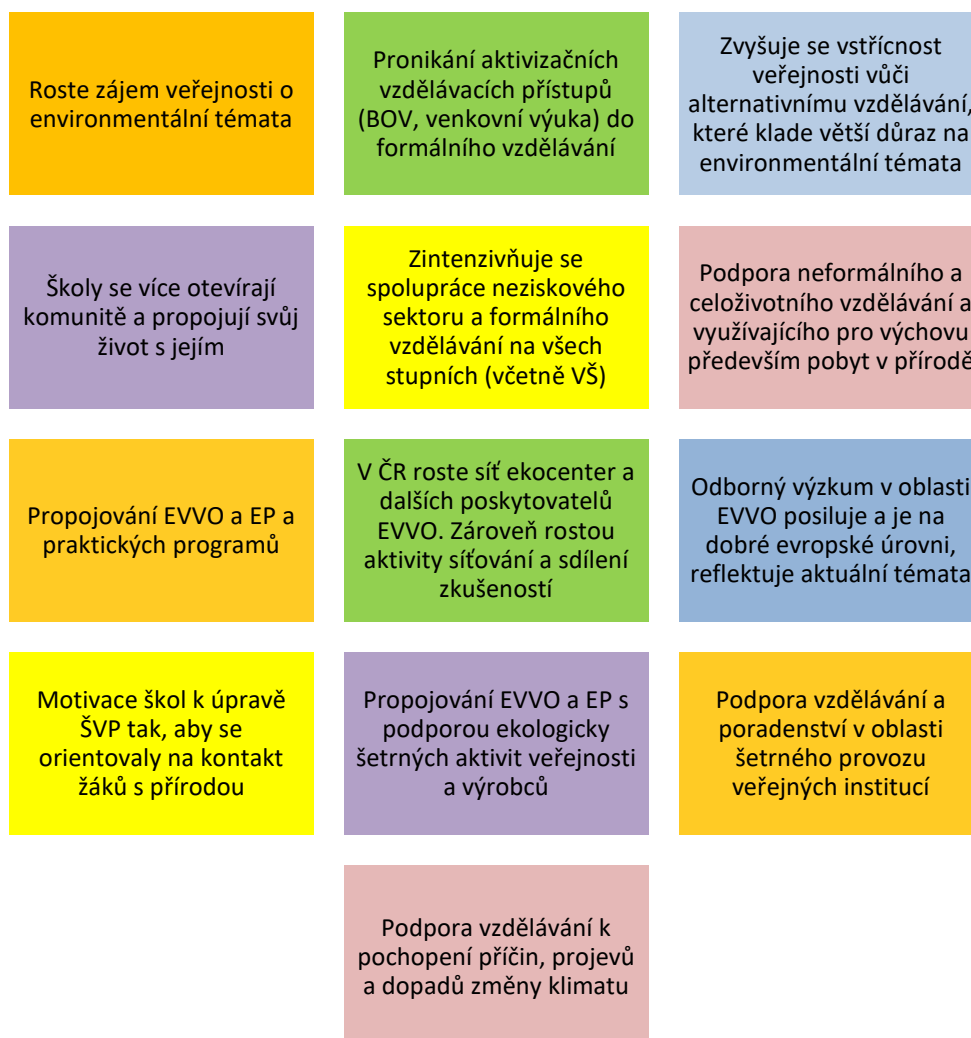 Roste zájem veřejnosti o
environmentální témata
Pronikání aktivizačních
vzdělávacích přístupů
(BOV, venkovní výuka) do
formálního vzdělávání
Zvyšuje se vstřícnost
veřejnosti vůči
alternativnímu vzdělávání,
které klade větší důraz na
environmentální témata
Školy se více otevírají
komunitě a propojují svůj
život s jejím
Zintenzivňuje se
spolupráce neziskového
sektoru a formálního
vzdělávání na všech
stupních (včetně VŠ)
Podpora neformálního a
celoživotního vzdělávání a
využívajícího pro výchovu
především pobyt v přírodě
Propojování EVVO a EP a
praktických programů
V ČR roste síť ekocenter a
dalších poskytovatelů
EVVO. Zároveň rostou
aktivity síťování a sdílení
zkušeností
Odborný výzkum v oblasti
EVVO posiluje a je na
dobré evropské úrovni,
reflektuje aktuální témata
Motivace škol k úpravě
ŠVP tak, aby se
orientovaly na kontakt
žáků s přírodou
Propojování EVVO a EP s
podporou ekologicky
šetrných aktivit veřejnosti
a výrobců
Podpora vzdělávání a
poradenství v oblasti
šetrného provozu
veřejných institucí
Podpora vzdělávání k
pochopení příčin, projevů
a dopadů změny klimatu